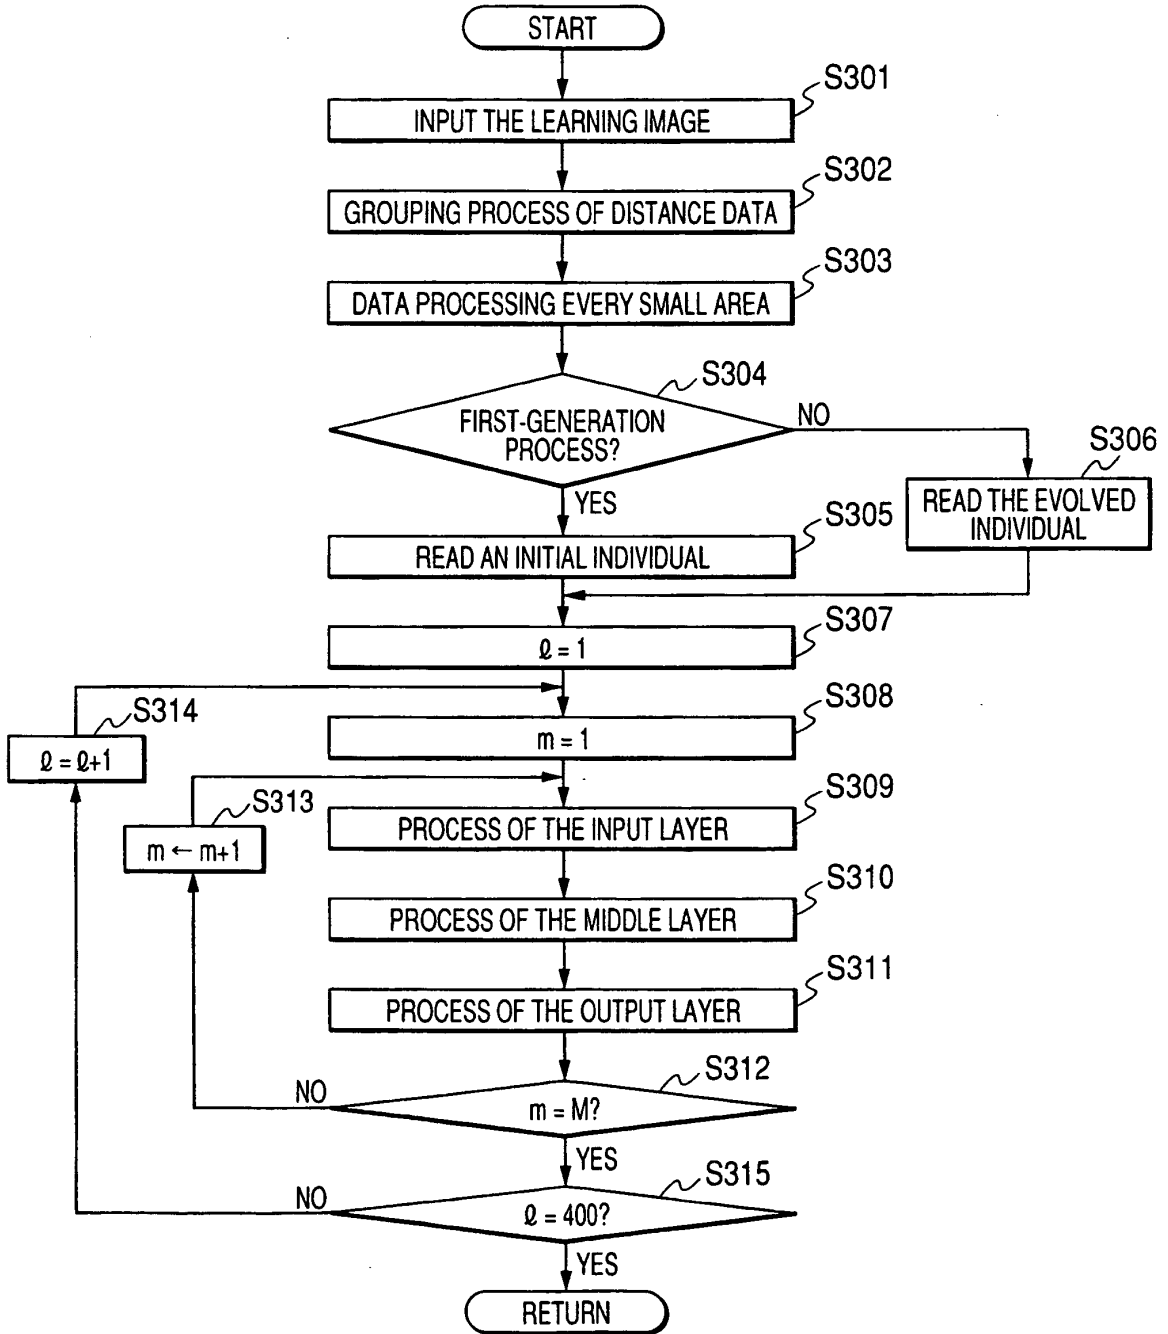 START
S301
INPUT THE LEARNING IMAGE
S302
GROUPING PROCESS OF DISTANCE DATA
S303
DATA PROCESSING EVERY SMALL AREA
S304
FIRST-GENERATION
PROCESS?
NO
YES
S306
READ THE EVOLVED
INDIVIDUAL
S305
READ AN INITIAL INDIVIDUAL
S307
ℓ = 1
S314
ℓ = ℓ+1
S308
m = 1
S313
m ← m+1
S309
PROCESS OF THE INPUT LAYER
S310
PROCESS OF THE MIDDLE LAYER
S311
PROCESS OF THE OUTPUT LAYER
S312
NO
m = M?
YES
S315
NO
ℓ = 400?
YES
RETURN